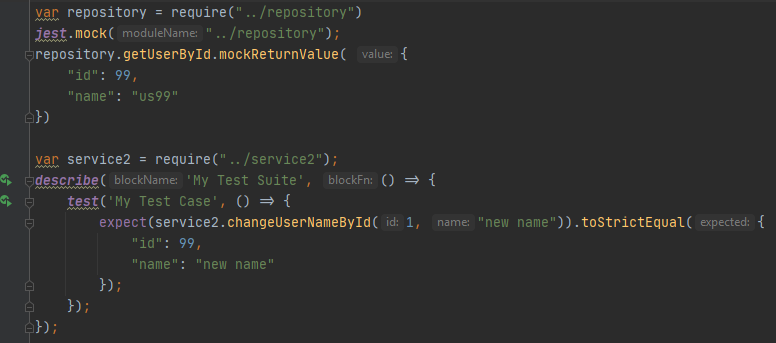 var repository = require("../repository")
jest.mock( moduleName: "../repository");
repository.getUserById.mockReturnValue( value: {
    "id": 99,
    "name": "us99"
})

var service2 = require("../service2");
describe( blockName: 'My Test Suite', blockFn: () => {
    test('My Test Case', () => {
        expect(service2.changeUserNameById( id: 1, name: "new name")).toStrictEqual( expected: {
            "id": 99,
            "name": "new name"
        });
    });
});